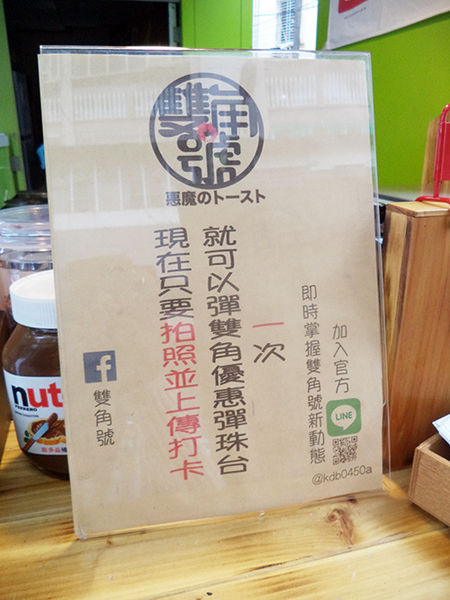 雙角號
悪魔のトースト
現在只要拍照並上傳打卡
就可以彈雙角優惠彈珠台
一次
雙角號
加入官方
LINE
即時掌握雙角號新動態
@kdb0450a
nut
FERRERO